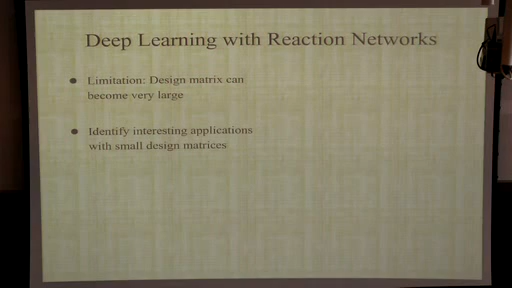 Deep Learning with Reaction Networks
Limitation: Design matrix can
become very large
Identify interesting applications
with small design matrices